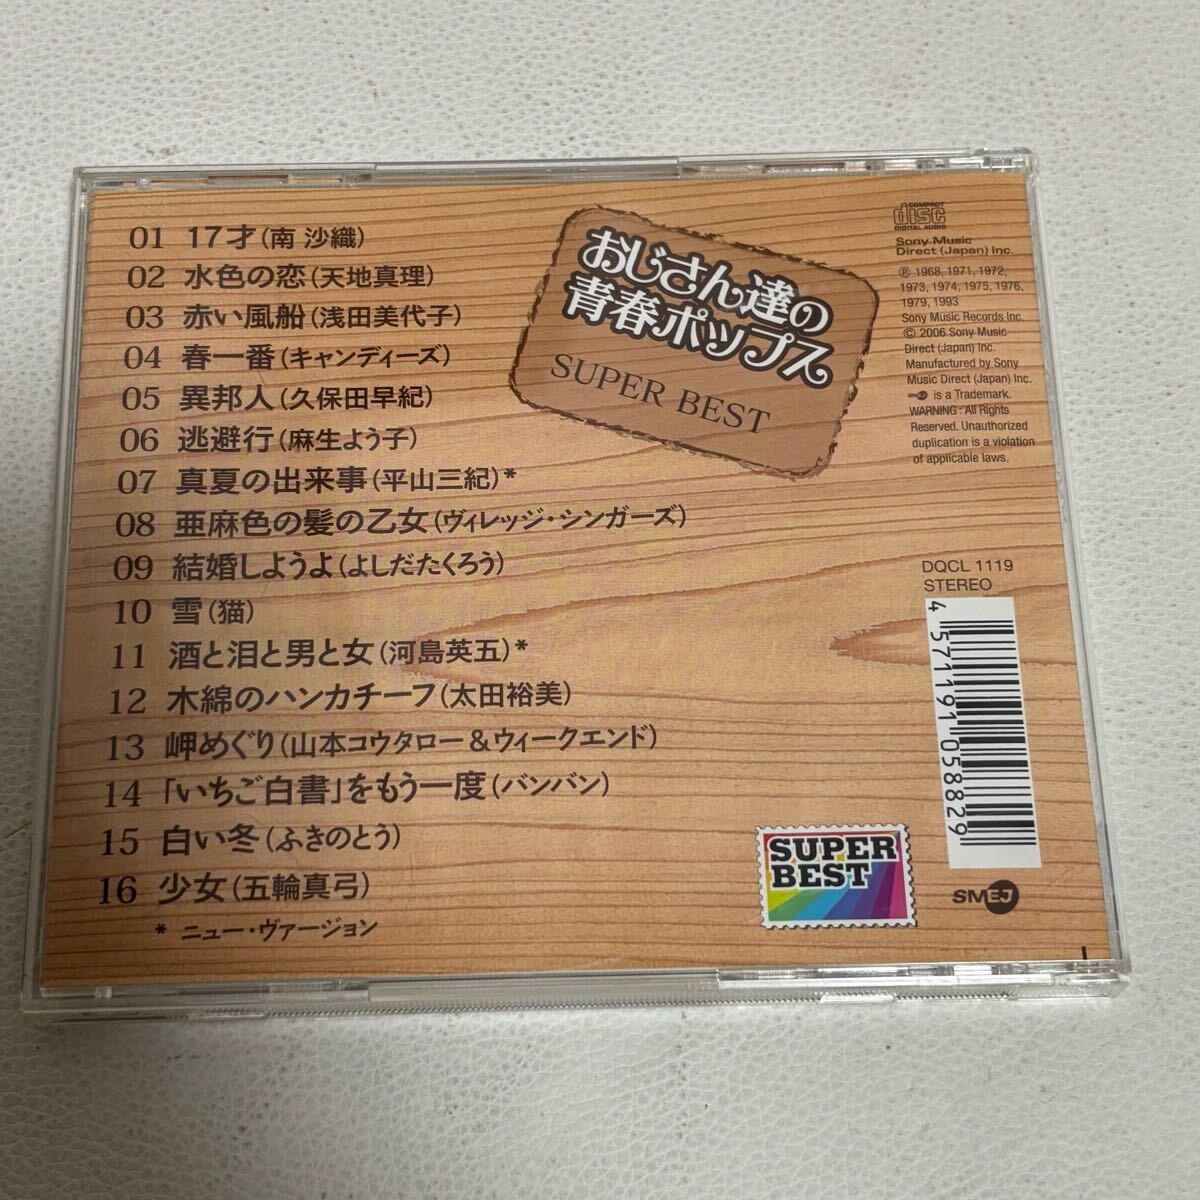 01 17才(南 沙織)
02 水色の恋(天地真理)
03 赤い風船(浅田美代子)
04 春一番(キャンディーズ)
05 異邦人(久保田早紀)
06 逃避行(麻生よう子)
07 真夏の出来事(平山三紀)*
08 亜麻色の髪の乙女(ヴィレッジ・シンガーズ)
09 結婚しようよ(よしだたくろう)
10 雪(猫)
11 酒と泪と男と女(河島英五)*
12 木綿のハンカチーフ(太田裕美)
13 岬めぐり(山本コウタロー&ウィークエンド)
14 「いちご白書」をもう一度(バンバン)
15 白い冬(ふきのとう)
16 少女(五輪真弓)
* ニュー・ヴァージョン
おじさん達の
青春ポップス
SUPER BEST
COMPACT
disc
DIGITAL AUDIO
Sony Music
Direct (Japan) Inc.
℗ 1968, 1971, 1972,
1973, 1974, 1975, 1976,
1979, 1993
Sony Music Records Inc.
© 2006 Sony Music
Direct (Japan) Inc.
Manufactured by Sony
Music Direct (Japan) Inc.
SMEJ is a Trademark.
WARNING : All Rights
Reserved. Unauthorized
duplication is a violation
of applicable laws.
DQCL 1119
STEREO
4 571191 058829
SUPER
BEST
SMEJ